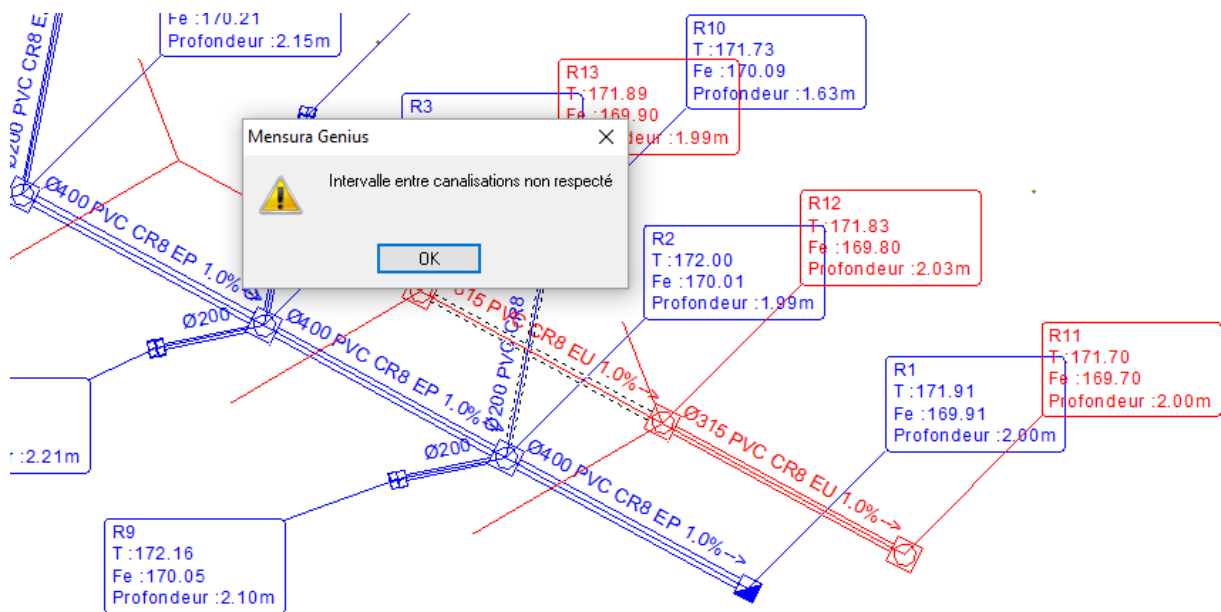 Fe :170.21
Profondeur :2.15m
Ø200 PVC CR8
R10
T :171.73
Fe :170.09
Profondeur :1.63m
R13
T :171.89
Fe :169.90
deur :1.99m
R3
Mensura Genius
Intervalle entre canalisations non respecté
OK
R12
T :171.83
Fe :169.80
Profondeur :2.03m
R2
T :172.00
Fe :170.01
Profondeur :1.99m
Ø400 PVC CR8 EP 1.0%->
Ø200
Ø400 PVC CR8 EP 1.0%->
315 PVC CR8 EU 1.0%->
Ø200 PVC CR8
R11
T :171.70
Fe :169.70
Profondeur :2.00m
R1
T :171.91
Fe :169.91
Profondeur :2.00m
Ø315 PVC CR8 EU 1.0%->
Ø200
Ø400 PVC CR8 EP 1.0%->
:2.21m
R9
T :172.16
Fe :170.05
Profondeur :2.10m